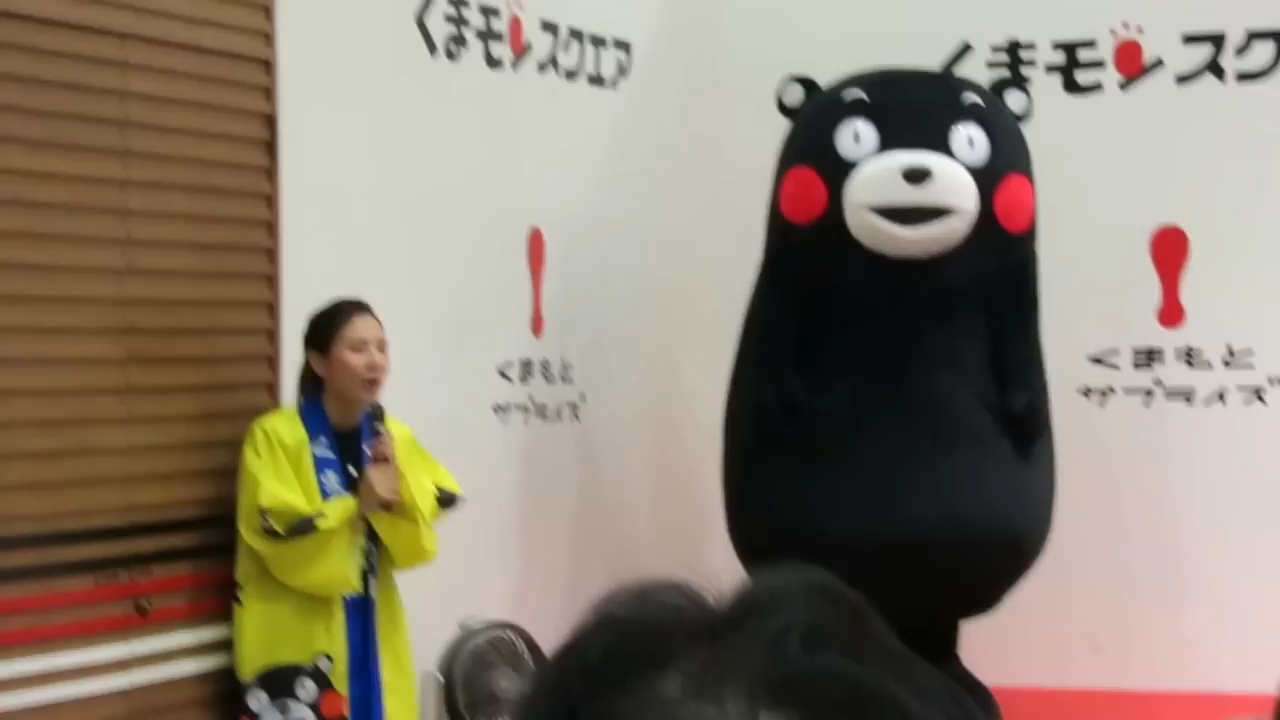 くまモンスクエア
くまモンスク
くまもと
サプライズ
くまもと
サプライズ